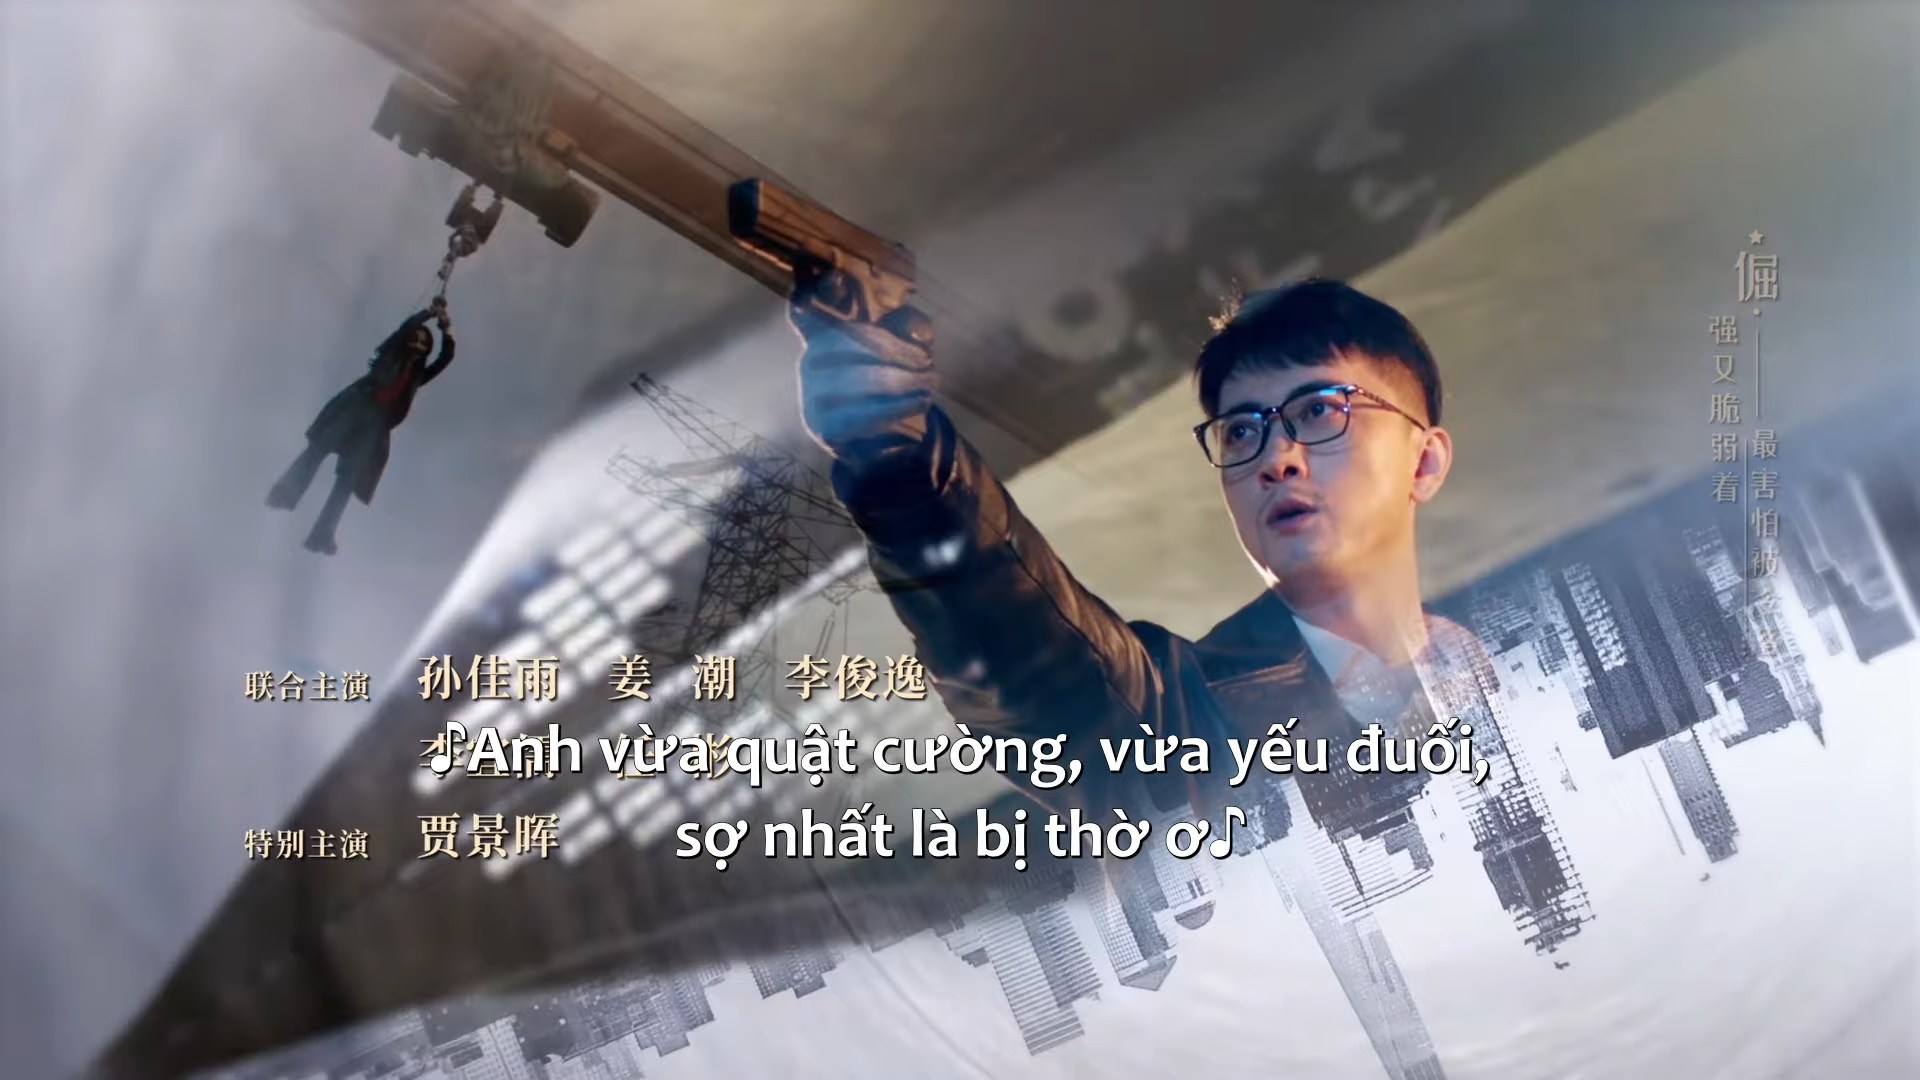 倔
强又脆弱着
最害怕被
联合主演 孙佳雨 姜潮 李俊逸
♪Anh vừa quật cường, vừa yếu đuối,
特别主演 贾景晖
sợ nhất là bị thờ ơ♪